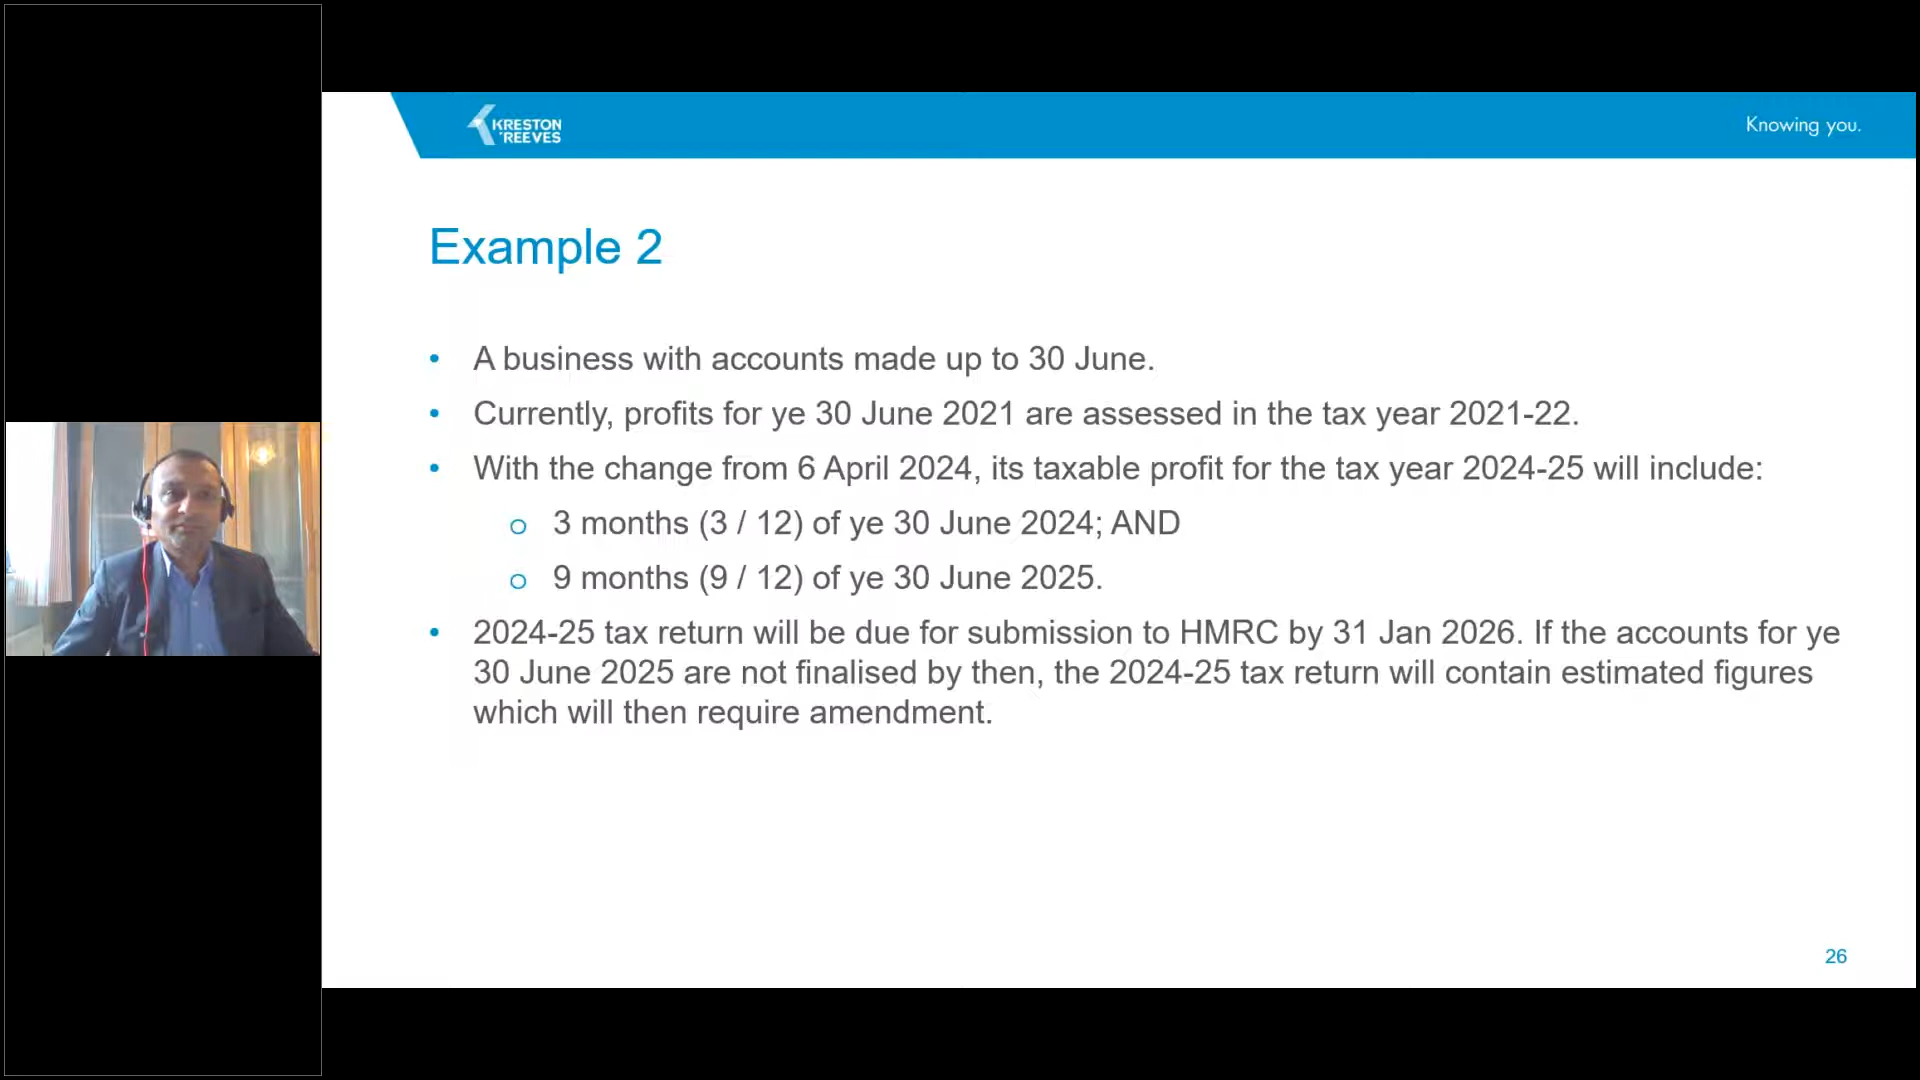 KRESTON
REEVES
Knowing you.
Example 2
• A business with accounts made up to 30 June.
• Currently, profits for ye 30 June 2021 are assessed in the tax year 2021-22.
• With the change from 6 April 2024, its taxable profit for the tax year 2024-25 will include:
o 3 months (3 / 12) of ye 30 June 2024; AND
o 9 months (9 / 12) of ye 30 June 2025.
• 2024-25 tax return will be due for submission to HMRC by 31 Jan 2026. If the accounts for ye
30 June 2025 are not finalised by then, the 2024-25 tax return will contain estimated figures
which will then require amendment.
26